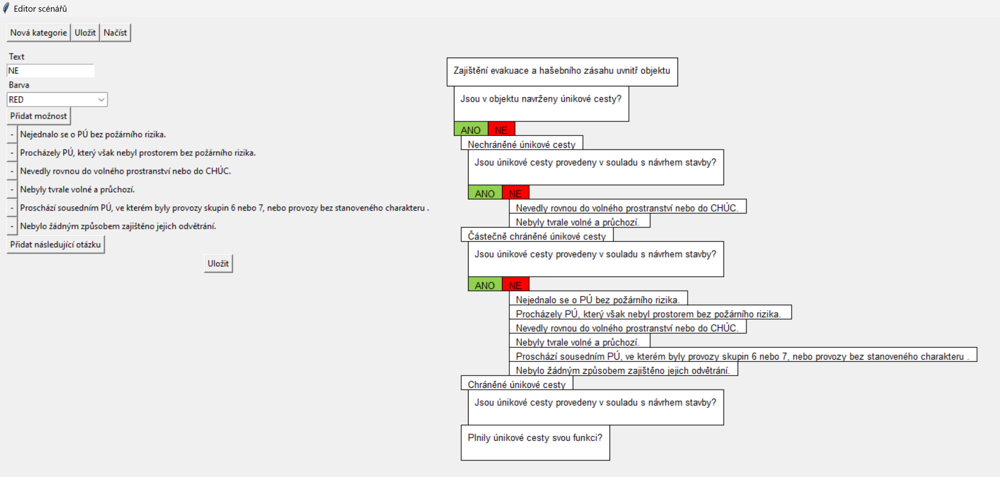 Editor scénářů
Nová kategorie Uložit Načíst
Text
NE
Barva
RED
Přidat možnost
- Nejednalo se o PÚ bez požárního rizika.
- Procházely PÚ, který však nebyl prostorem bez požárního rizika.
- Nevedly rovnou do volného prostranství nebo do CHÚC.
- Nebyly tvrale volné a průchozí.
- Proschází sousedním PÚ, ve kterém byly provozy skupin 6 nebo 7, nebo provozy bez stanoveného charakteru .
- Nebylo žádným způsobem zajištěno jejich odvětrání.
Přidat následující otázku
Uložit
Zajištění evakuace a hašebního zásahu uvnitř objektu
Jsou v objektu navrženy únikové cesty?
ANO NE
Nechráněné únikové cesty
Jsou únikové cesty provedeny v souladu s návrhem stavby?
ANO NE
Nevedly rovnou do volného prostranství nebo do CHÚC.
Nebyly tvrale volné a průchozí.
Částečně chráněné únikové cesty
Jsou únikové cesty provedeny v souladu s návrhem stavby?
ANO NE
Nejednalo se o PÚ bez požárního rizika.
Procházely PÚ, který však nebyl prostorem bez požárního rizika.
Nevedly rovnou do volného prostranství nebo do CHÚC.
Nebyly tvrale volné a průchozí.
Proschází sousedním PÚ, ve kterém byly provozy skupin 6 nebo 7, nebo provozy bez stanoveného charakteru .
Nebylo žádným způsobem zajištěno jejich odvětrání.
Chráněné únikové cesty
Jsou únikové cesty provedeny v souladu s návrhem stavby?
Plnily únikové cesty svou funkci?